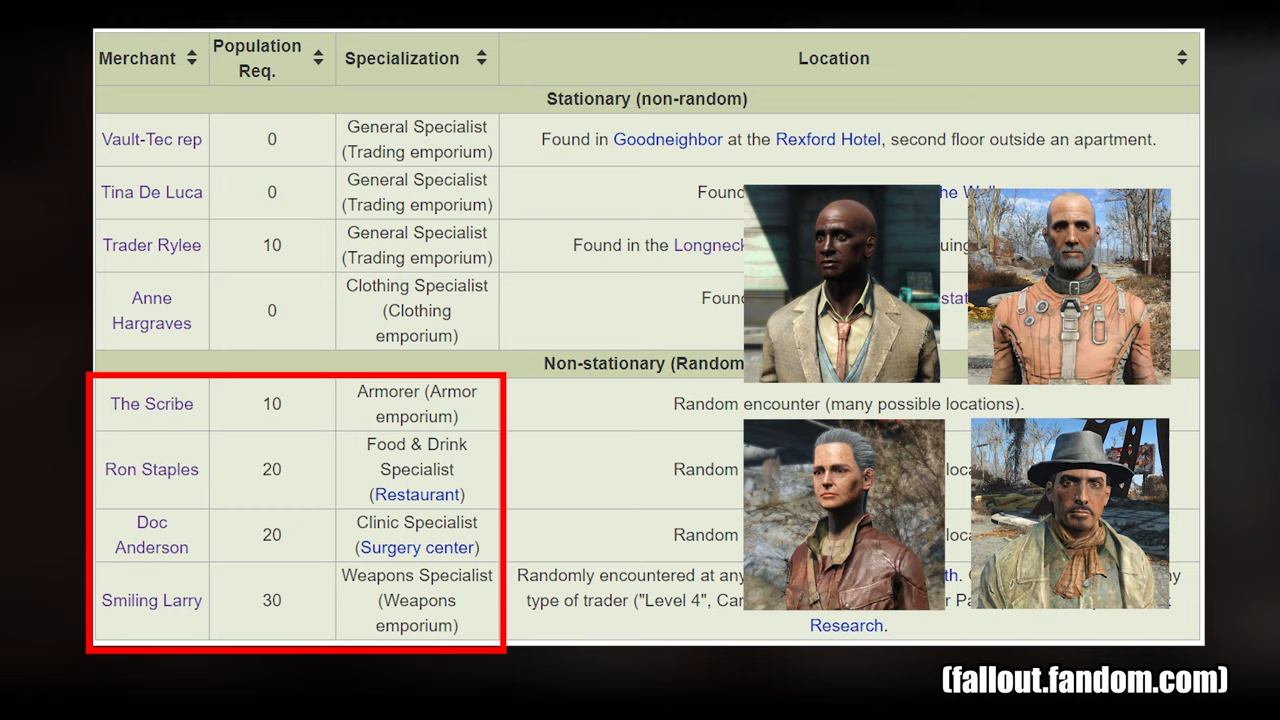 Merchant
Population
Req.
Specialization
Location
Stationary (non-random)
Vault-Tec rep
0
General Specialist
(Trading emporium)
Found in Goodneighbor at the Rexford Hotel, second floor outside an apartment.
Tina De Luca
0
General Specialist
(Trading emporium)
Trader Rylee
10
General Specialist
(Trading emporium)
Found in the
Anne
Hargraves
0
Clothing Specialist
(Clothing
emporium)
Non-stationary (Random
The Scribe
10
Armorer (Armor
emporium)
Random encounter (many possible locations).
Ron Staples
20
Food & Drink
Specialist
(Restaurant)
Random
Doc
Anderson
20
Clinic Specialist
(Surgery center)
Random
Smiling Larry
30
Weapons Specialist
(Weapons
emporium)
Randomly encountered at any
type of trader ("Level 4",
Research.
(fallout.fandom.com)